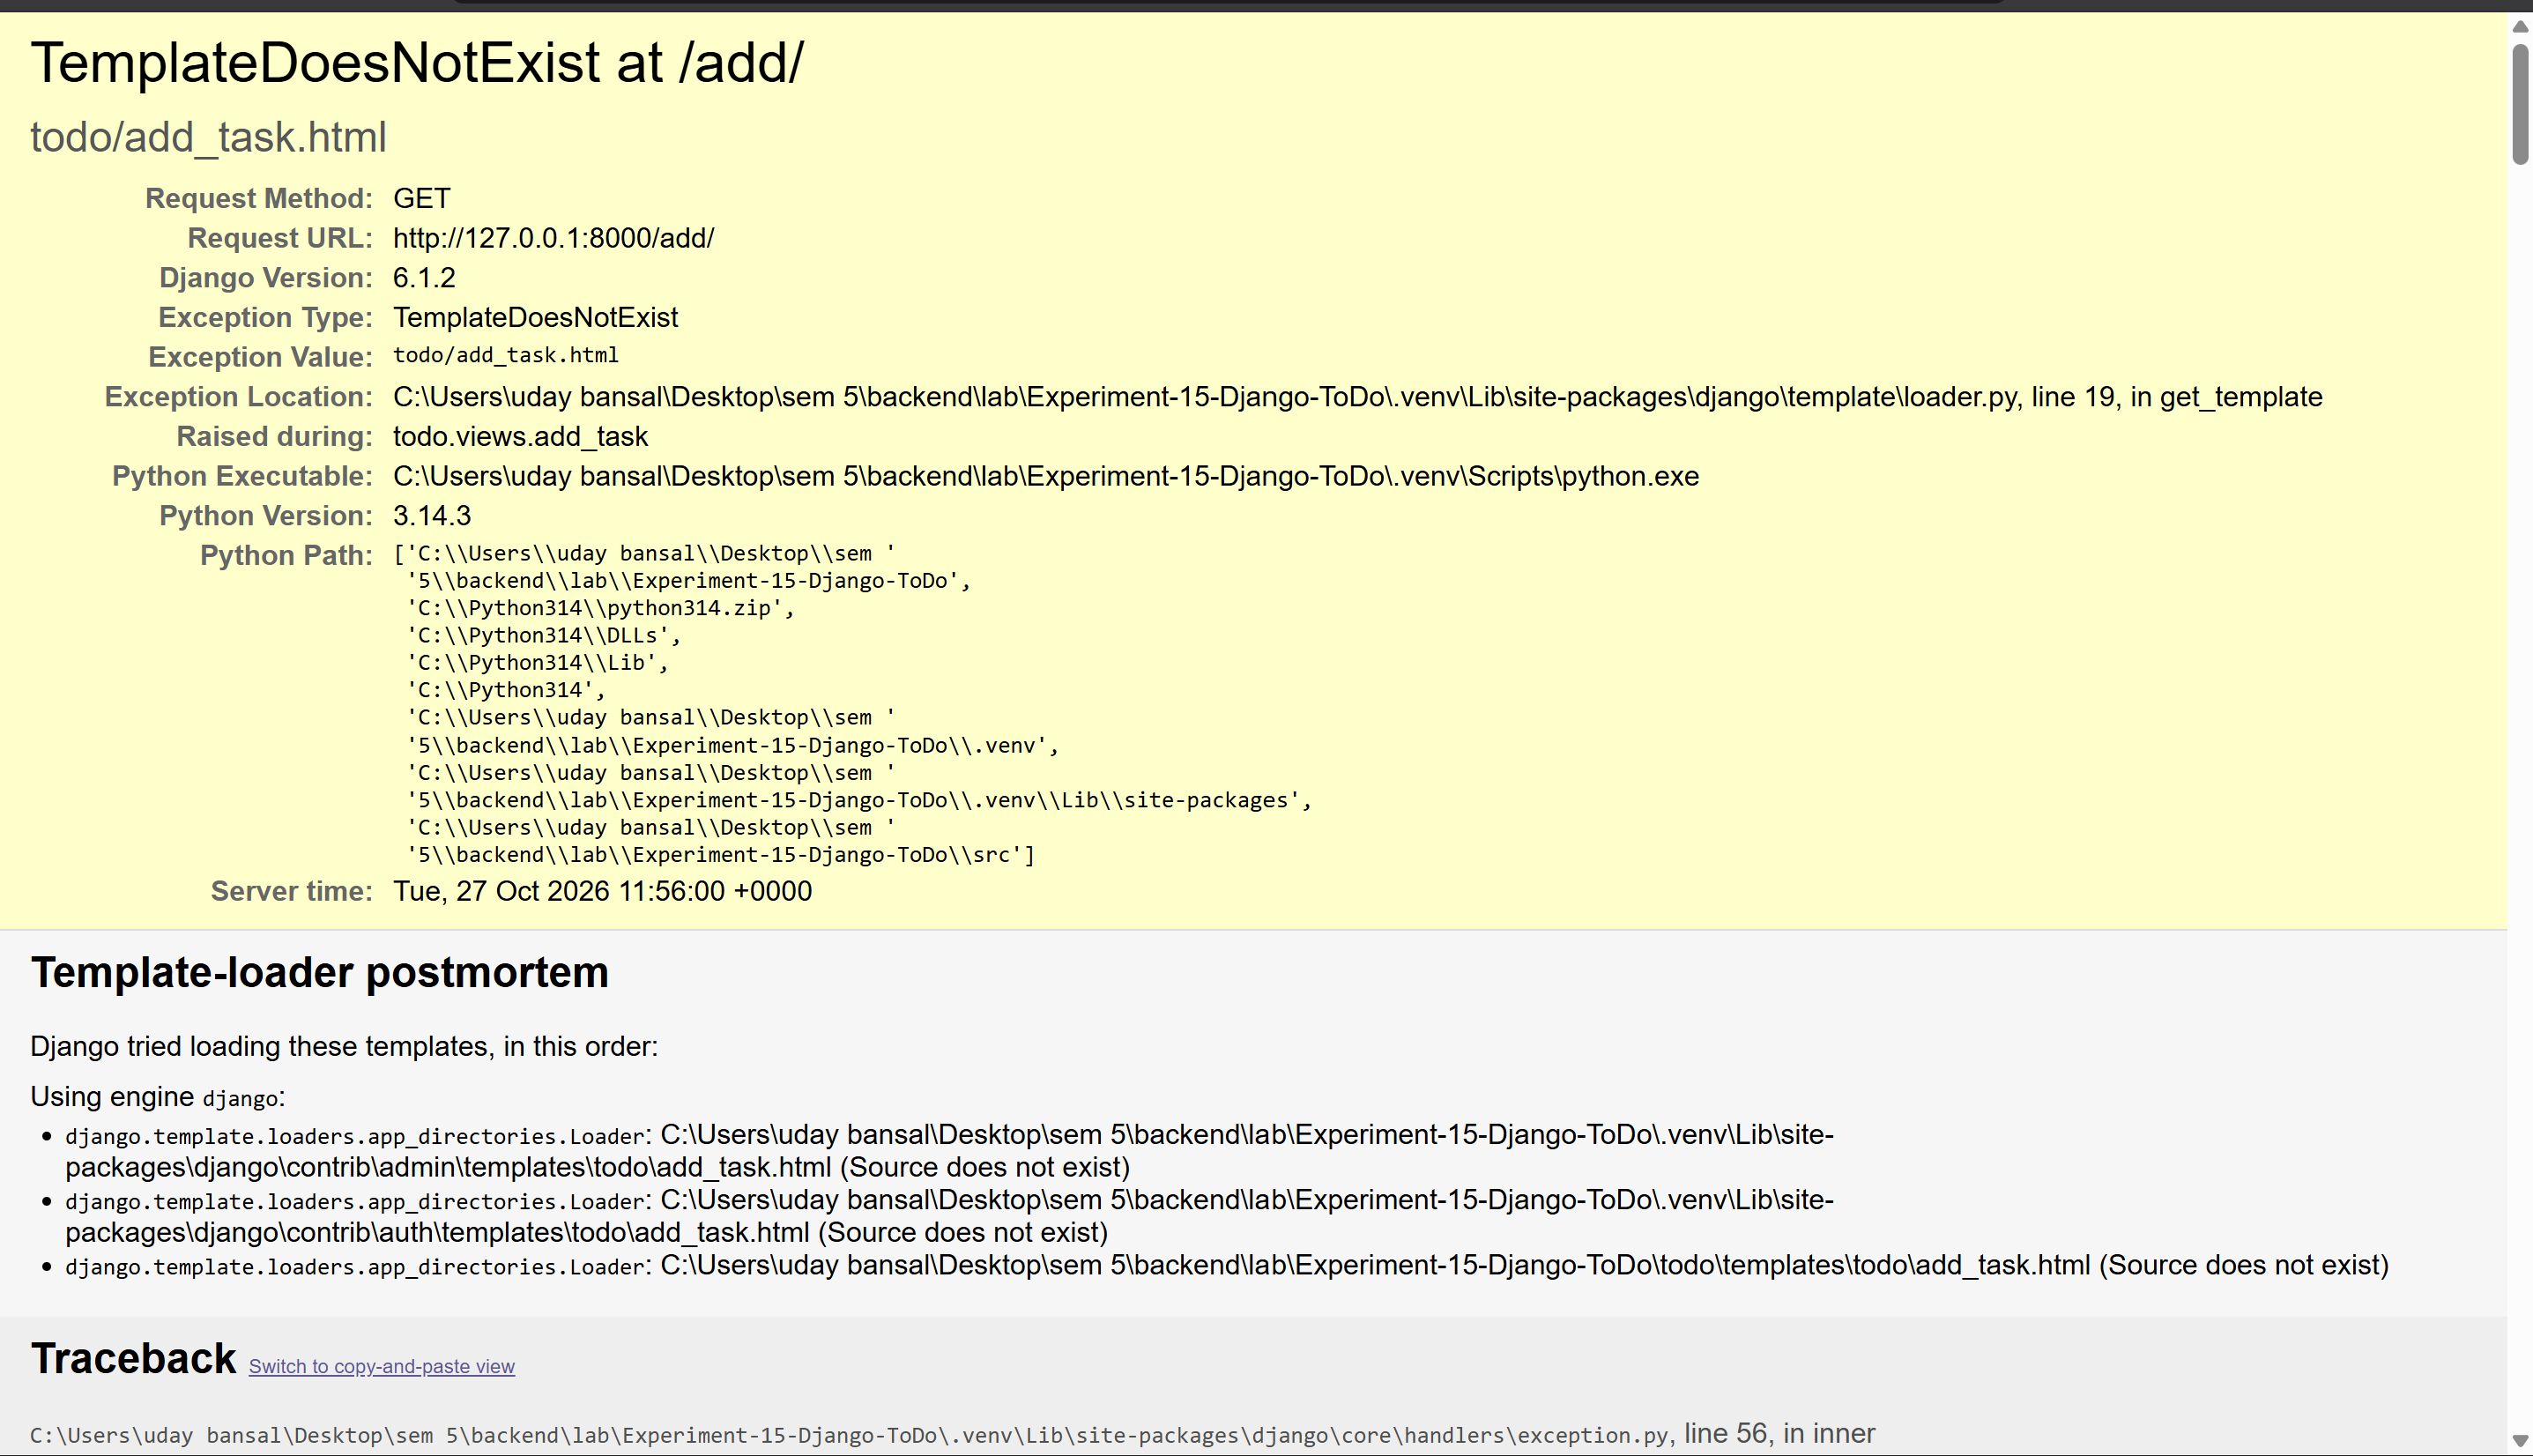 TemplateDoesNotExist at /add/
todo/add_task.html
Request Method: GET
Request URL: http://127.0.0.1:8000/add/
Django Version: 6.1.2
Exception Type: TemplateDoesNotExist
Exception Value: todo/add_task.html
Exception Location: C:\Users\uday bansal\Desktop\sem 5\backend\lab\Experiment-15-Django-ToDo\.venv\Lib\site-packages\django\template\loader.py, line 19, in get_template
Raised during: todo.views.add_task
Python Executable: C:\Users\uday bansal\Desktop\sem 5\backend\lab\Experiment-15-Django-ToDo\.venv\Scripts\python.exe
Python Version: 3.14.3
Python Path: ['C:\\Users\\uday bansal\\Desktop\\sem '
'5\\backend\\lab\\Experiment-15-Django-ToDo',
'C:\\Python314\\python314.zip',
'C:\\Python314\\DLLs',
'C:\\Python314\\Lib',
'C:\\Python314',
'C:\\Users\\uday bansal\\Desktop\\sem '
'5\\backend\\lab\\Experiment-15-Django-ToDo\\.venv',
'C:\\Users\\uday bansal\\Desktop\\sem '
'5\\backend\\lab\\Experiment-15-Django-ToDo\\.venv\\Lib\\site-packages',
'C:\\Users\\uday bansal\\Desktop\\sem '
'5\\backend\\lab\\Experiment-15-Django-ToDo\\src']
Server time: Tue, 27 Oct 2026 11:56:00 +0000
Template-loader postmortem
Django tried loading these templates, in this order:
Using engine django:
• django.template.loaders.app_directories.Loader: C:\Users\uday bansal\Desktop\sem 5\backend\lab\Experiment-15-Django-ToDo\.venv\Lib\site-
packages\django\contrib\admin\templates\todo\add_task.html (Source does not exist)
• django.template.loaders.app_directories.Loader: C:\Users\uday bansal\Desktop\sem 5\backend\lab\Experiment-15-Django-ToDo\.venv\Lib\site-
packages\django\contrib\auth\templates\todo\add_task.html (Source does not exist)
• django.template.loaders.app_directories.Loader: C:\Users\uday bansal\Desktop\sem 5\backend\lab\Experiment-15-Django-ToDo\todo\templates\todo\add_task.html (Source does not exist)
Traceback Switch to copy-and-paste view
C:\Users\uday bansal\Desktop\sem 5\backend\lab\Experiment-15-Django-ToDo\.venv\Lib\site-packages\django\core\handlers\exception.py, line 56, in inner